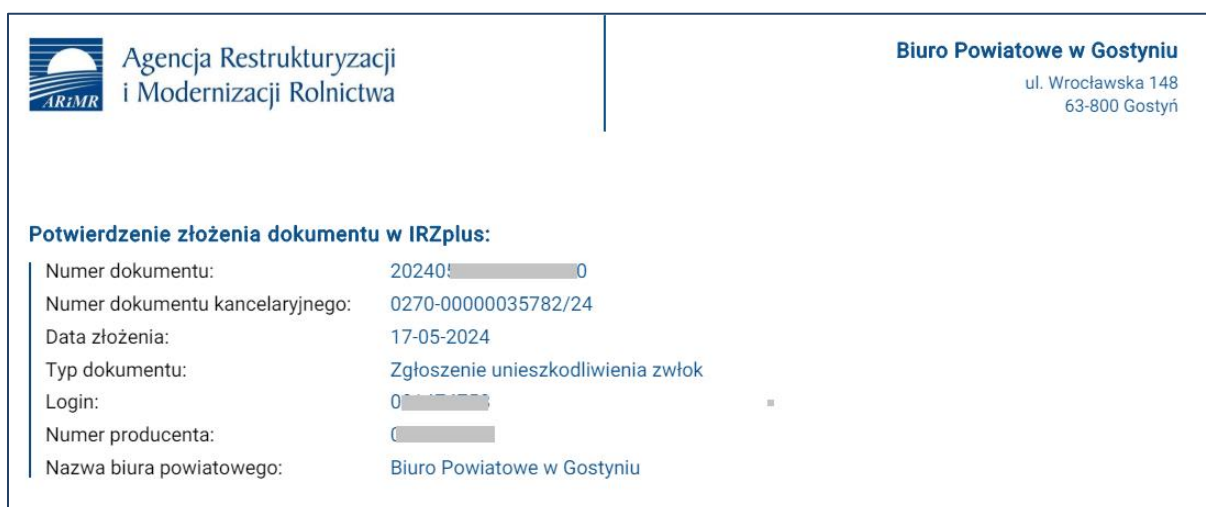 Agencja Restrukturyzacji
i Modernizacji Rolnictwa
ARiMR
Biuro Powiatowe w Gostyniu
ul. Wrocławska 148
63-800 Gostyń
Potwierdzenie złożenia dokumentu w IRZplus:
Numer dokumentu:
Numer dokumentu kancelaryjnego: 0270-00000035782/24
Data złożenia: 17-05-2024
Typ dokumentu: Zgłoszenie unieszkodliwienia zwłok
Login:
Numer producenta:
Nazwa biura powiatowego: Biuro Powiatowe w Gostyniu